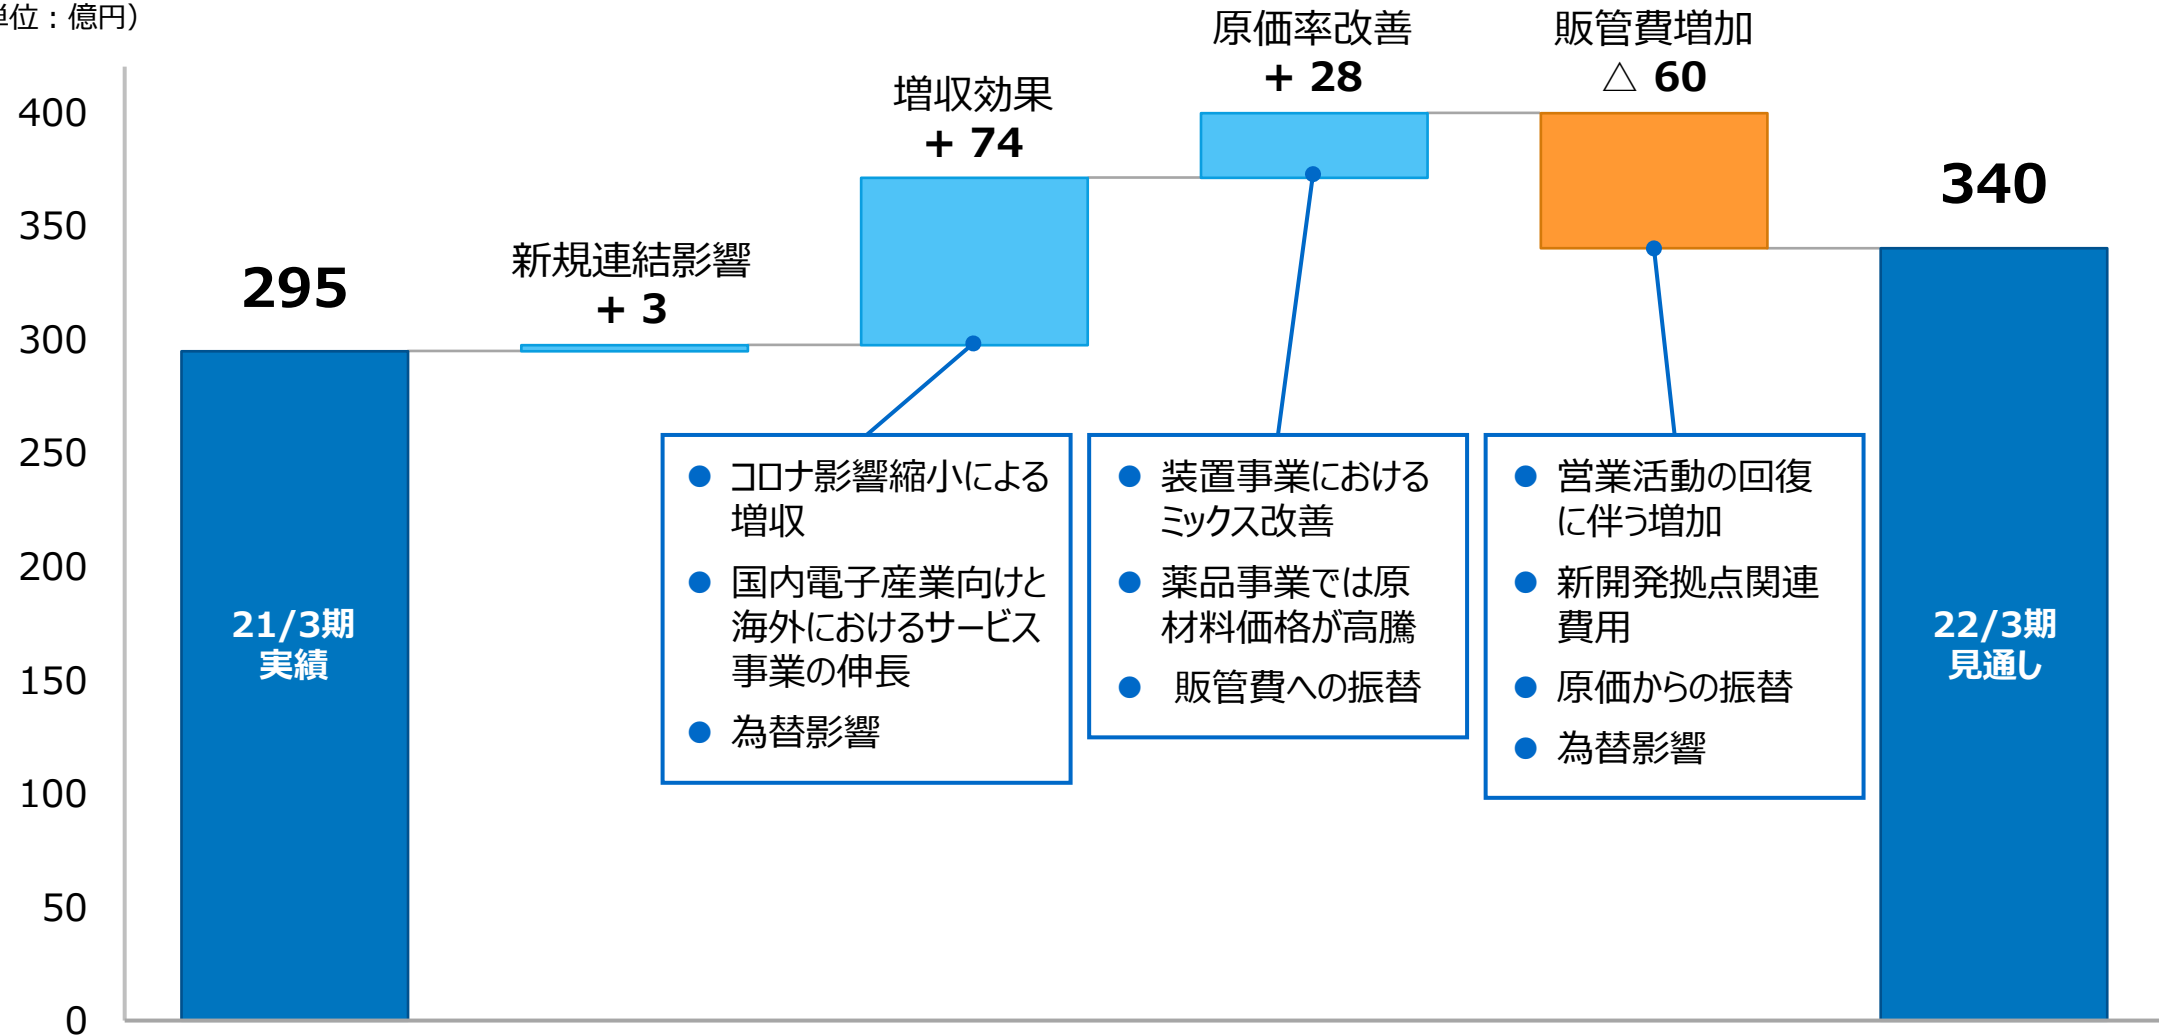 位：億円）
400
350
300
250
200
150
100
50
0
295
21/3期
実績
新規連結影響
+ 3
増収効果
+ 74
原価率改善
+ 28
販管費増加
△ 60
340
22/3期
見通し
● コロナ影響縮小による
増収
● 国内電子産業向けと
海外におけるサービス
事業の伸長
● 為替影響
● 装置事業における
ミックス改善
● 薬品事業では原
材料価格が高騰
● 販管費への振替
● 営業活動の回復
に伴う増加
● 新開発拠点関連
費用
● 原価からの振替
● 為替影響